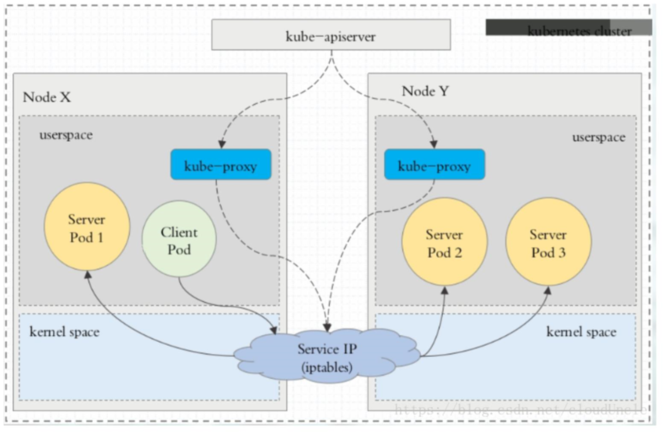 kube-apiserver
kubernetes cluster
Node X
Node Y
userspace
userspace
kube-proxy
kube-proxy
Server
Pod 1
Client
Pod
Server
Pod 2
Server
Pod 3
kernel space
kernel space
Service IP
(iptables)
https://blog.csdn.net/cloudUncle